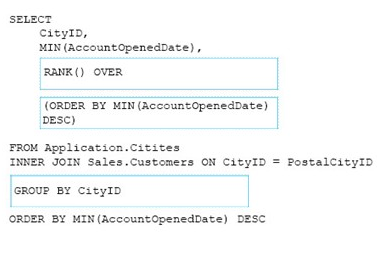 SELECT
CityID,
MIN(AccountOpenedDate),
RANK() OVER
(ORDER BY MIN(AccountOpenedDate)
DESC)
FROM Application.Citites
INNER JOIN Sales.Customers ON CityID = PostalCityID
GROUP BY CityID
ORDER BY MIN(AccountOpenedDate) DESC